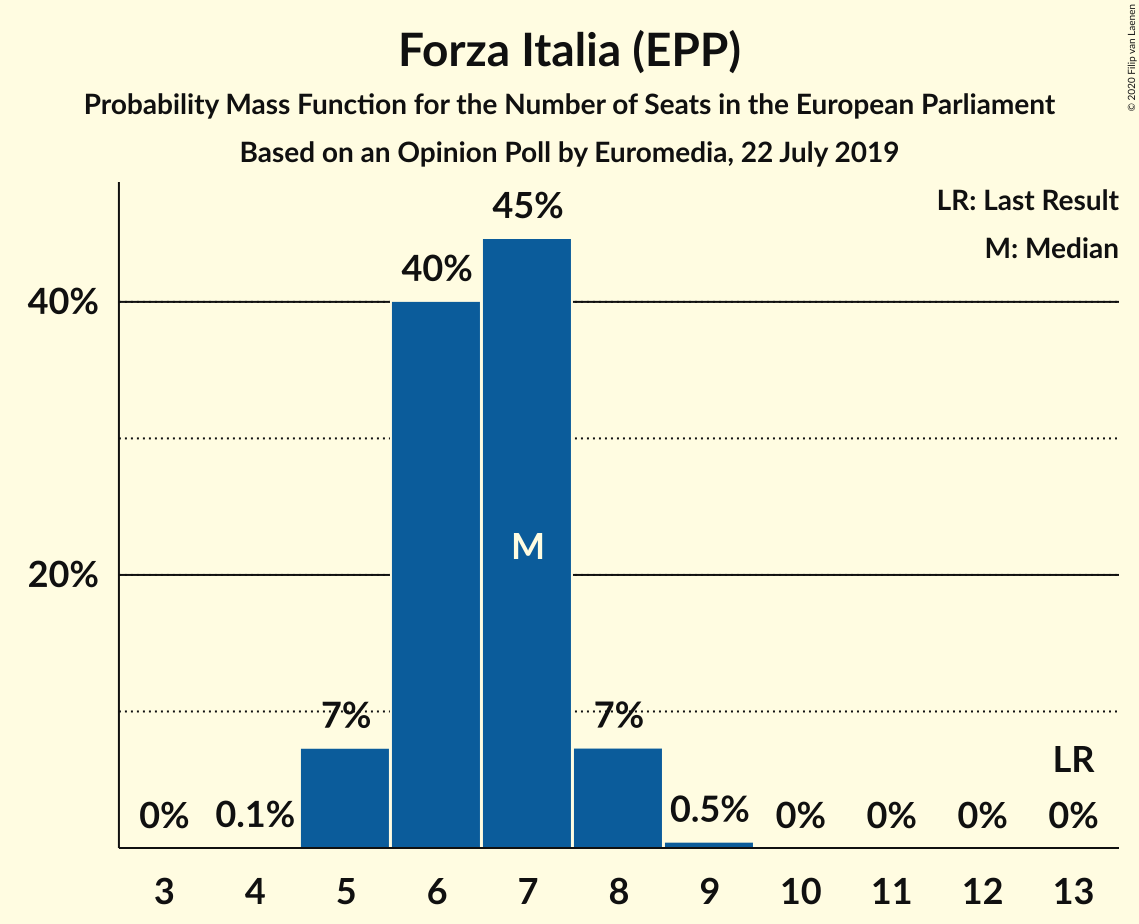 Forza Italia (EPP)
Probability Mass Function for the Number of Seats in the European Parliament
Based on an Opinion Poll by Euromedia, 22 July 2019
© 2020 Filip van Laenen
LR: Last Result
M: Median
45%
40%
40%
M
20%
7%
7%
LR
0%
0.1%
0.5%
0%
0%
0%
0%
3 4 5 6 7 8 9 10 11 12 13